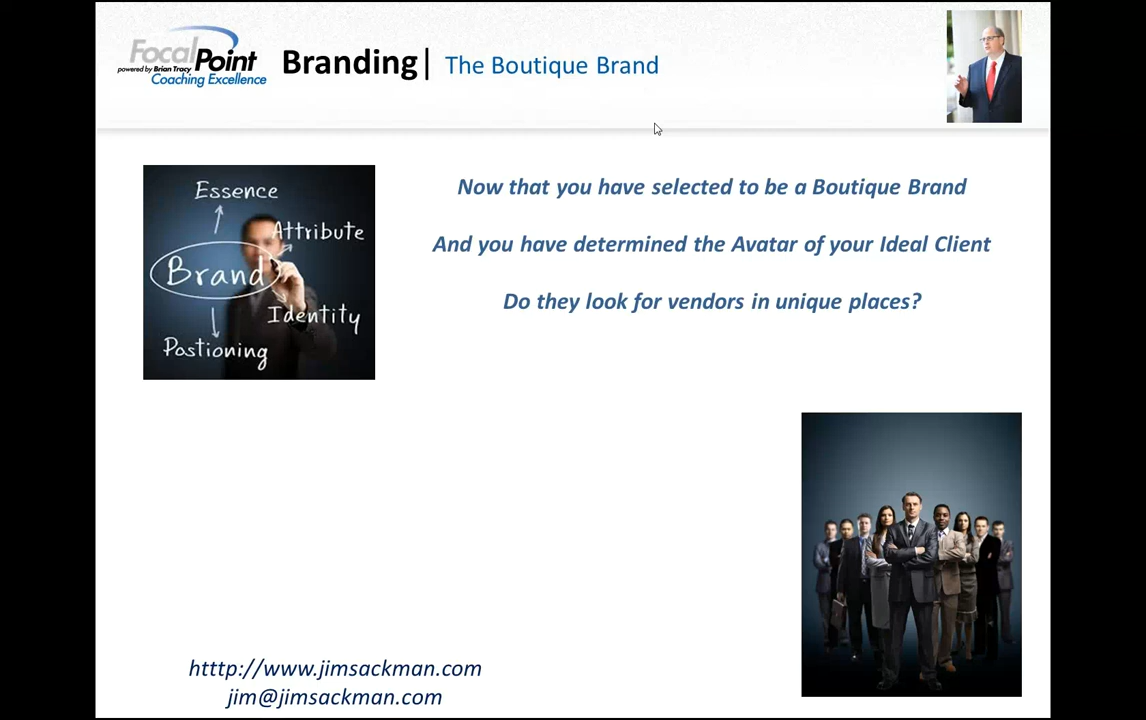 FocalPoint
powered by Brian Tracy
Coaching Excellence
Branding| The Boutique Brand
Essence
Attribute
Brand
Identity
Postioning
Now that you have selected to be a Boutique Brand
And you have determined the Avatar of your Ideal Client
Do they look for vendors in unique places?
htttp://www.jimsackman.com
jim@jimsackman.com